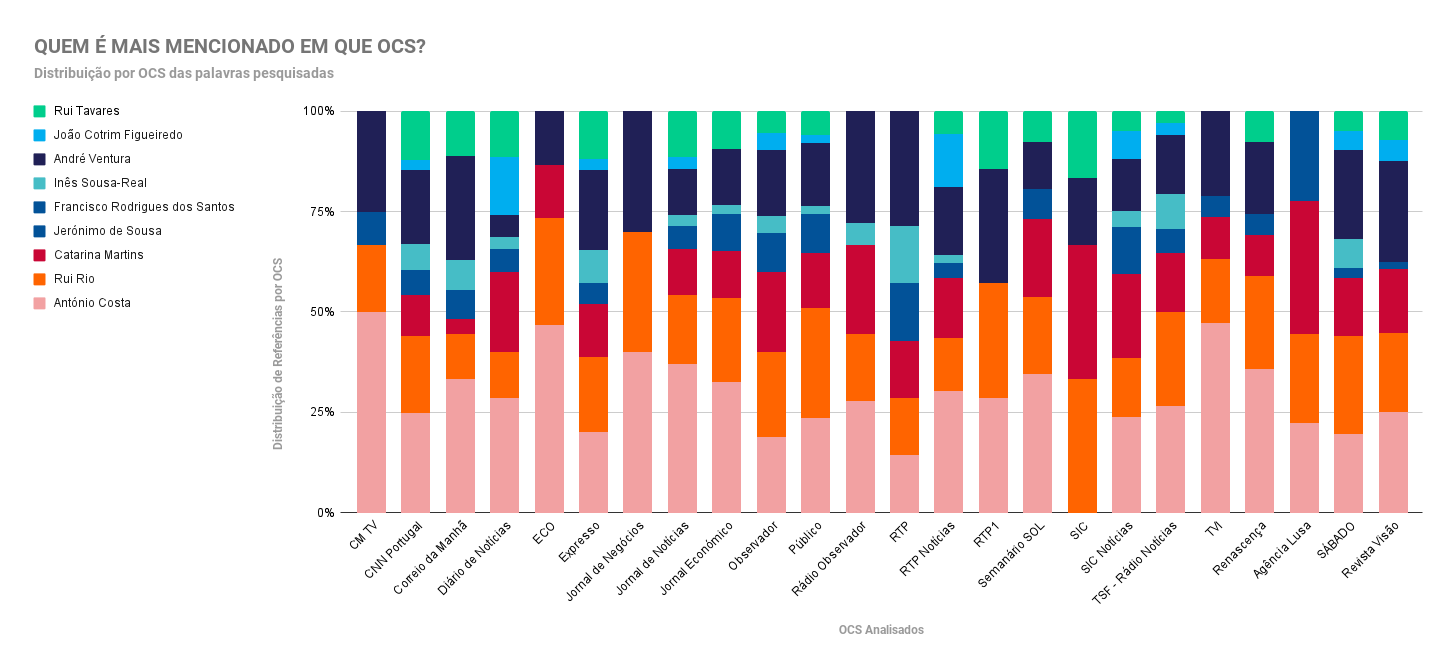 QUEM É MAIS MENCIONADO EM QUE OCS?
Distribuição por OCS das palavras pesquisadas
Rui Tavares
João Cotrim Figueiredo
André Ventura
Inês Sousa-Real
Francisco Rodrigues dos Santos
Jerónimo de Sousa
Catarina Martins
Rui Rio
António Costa
Distribuição de Referências por OCS
100%
75%
50%
25%
0%
CM TV
CNN Portugal
Correio da Manhã
Diário de Notícias
ECO
Expresso
Jornal de Negócios
Jornal de Notícias
Jornal Económico
Observador
Público
Rádio Observador
RTP
RTP Notícias
RTP1
Semanário SOL
SIC
SIC Notícias
TSF - Rádio Notícias
TVI
Renascença
Agência Lusa
SÁBADO
Revista Visão
OCS Analisados